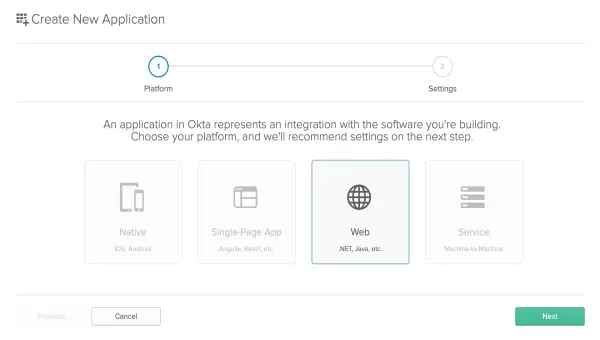 Create New Application
1
2
Platform
Settings
An application in Okta represents an integration with the software you're building.
Choose your platform, and we'll recommend settings on the next step.
Native
iOS, Android
Single-Page App
Angular, React, etc.
Web
.NET, Java, etc.
Service
Machine-to-Machine
Previous
Cancel
Next